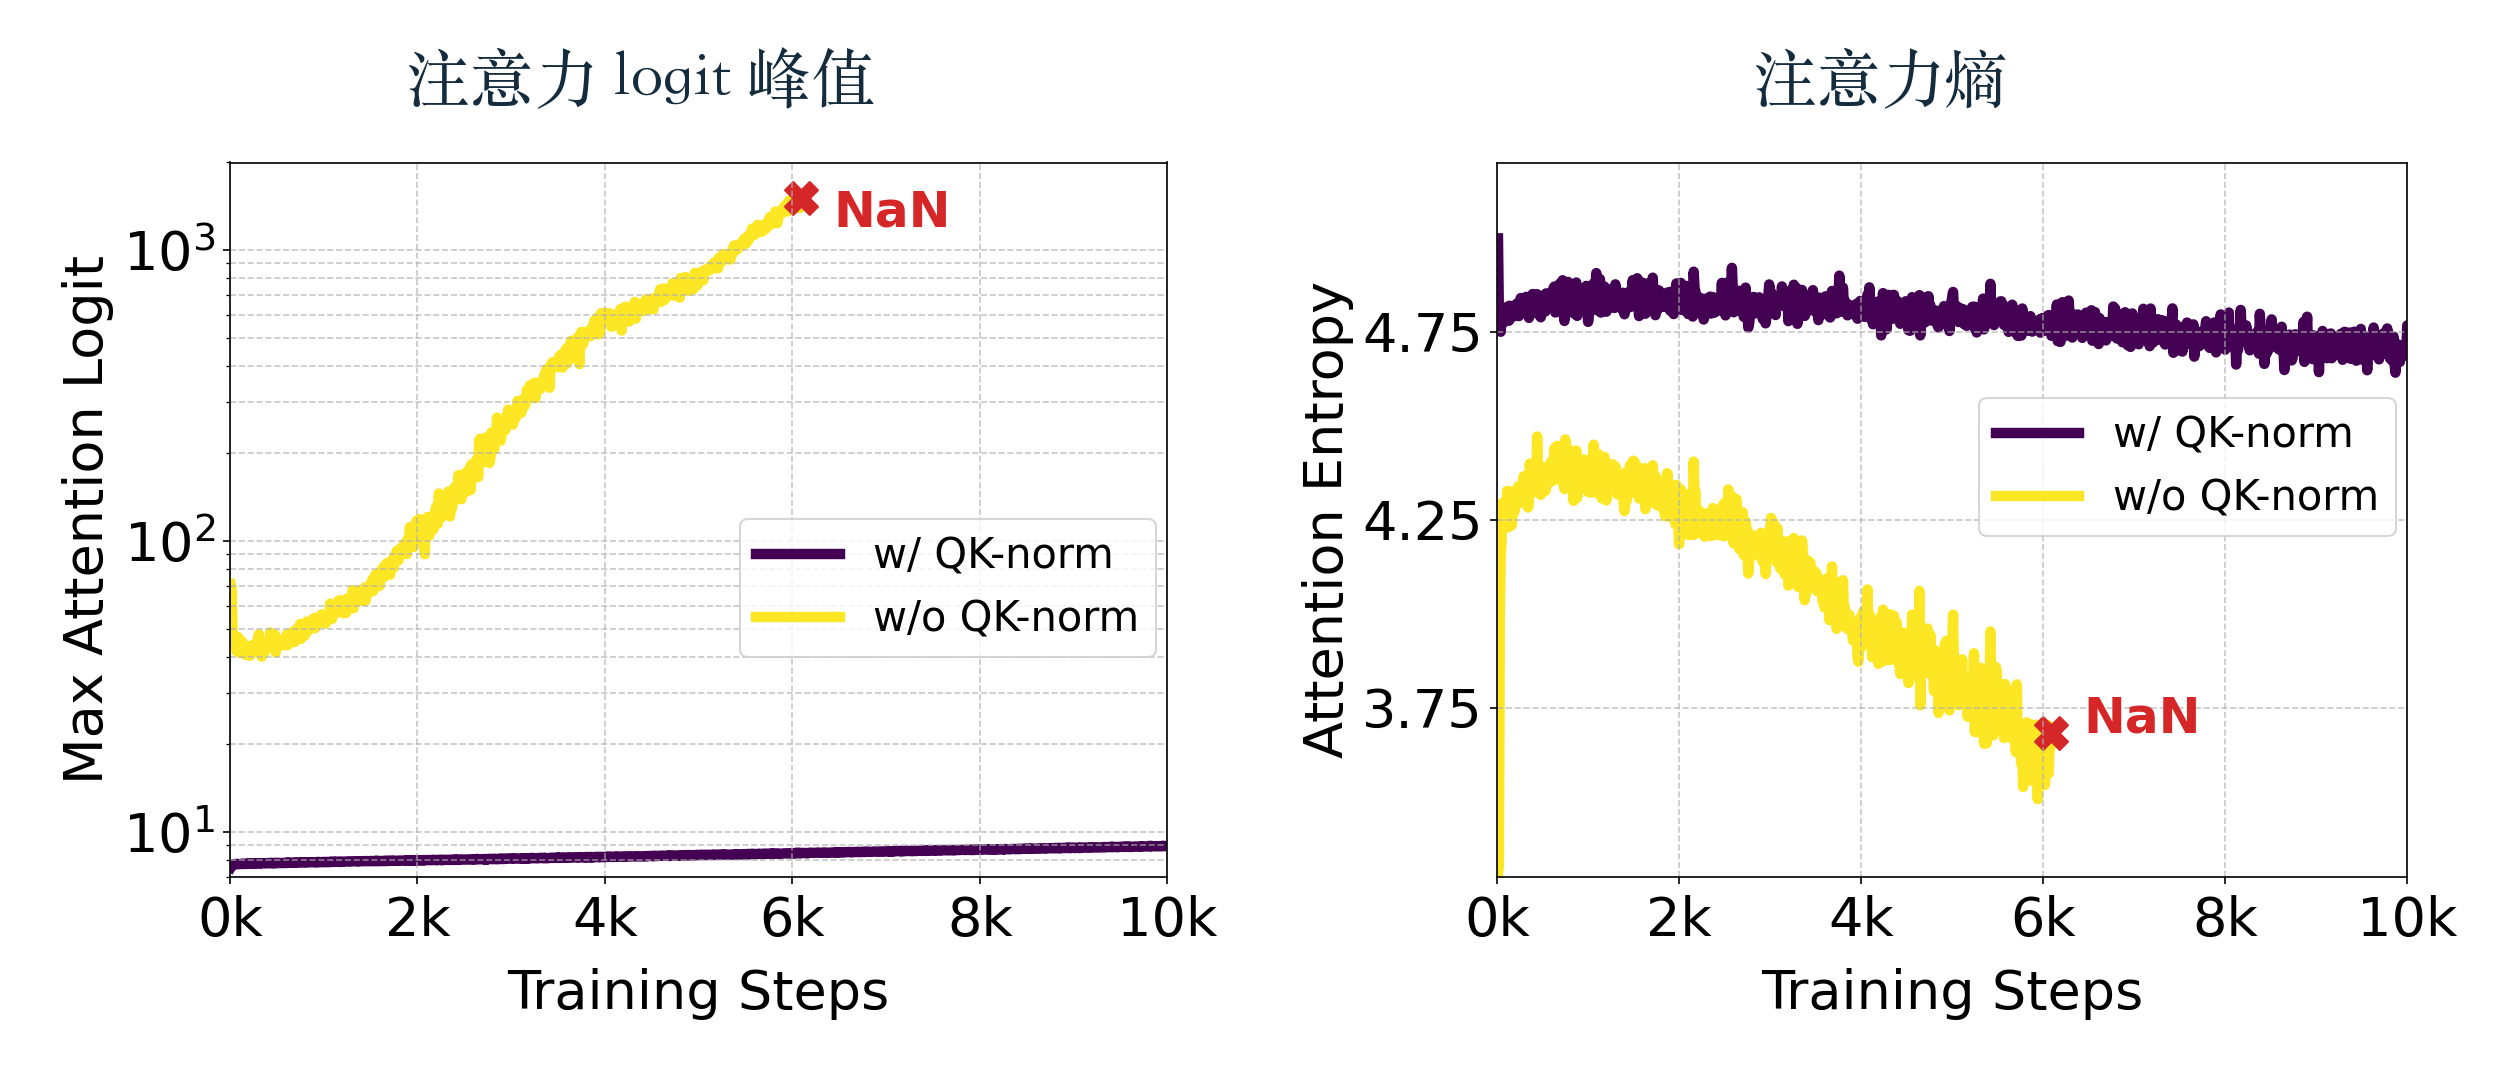 注意力 logit 峰值
Max Attention Logit
10³
10²
10¹
NaN
w/ QK-norm
w/o QK-norm
0k 2k 4k 6k 8k 10k
Training Steps
注意力熵
Attention Entropy
4.75
4.25
3.75
w/ QK-norm
w/o QK-norm
NaN
0k 2k 4k 6k 8k 10k
Training Steps